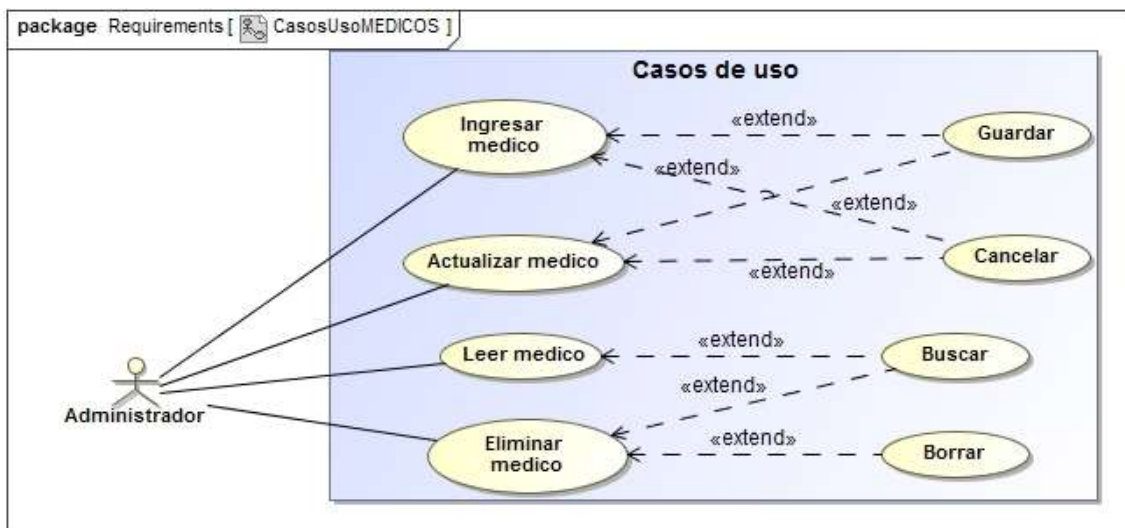 package Requirements [ CasosUsoMEDICOS ]
Casos de uso
Ingresar
medico
«extend»
Guardar
«extend»
«extend»
Actualizar medico
«extend»
Cancelar
Leer medico
«extend»
Buscar
«extend»
Administrador
Eliminar
medico
«extend»
Borrar